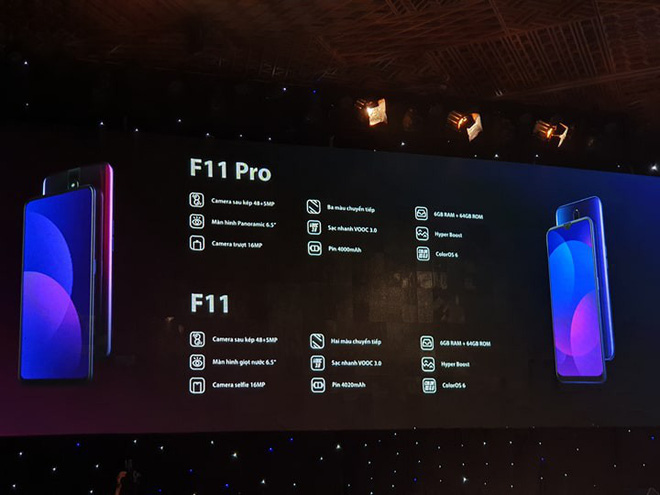 F11 Pro
Camera sau kép 48+5MP
Ba màu chuyển tiếp
6GB RAM + 64GB ROM
Màn hình Panoramic 6.5"
Sạc nhanh VOOC 3.0
Hyper Boost
Camera trượt 16MP
Pin 4000mAh
ColorOS 6
F11
Camera sau kép 48+5MP
Hai màu chuyển tiếp
6GB RAM + 64GB ROM
Màn hình giọt nước 6.5"
Sạc nhanh VOOC 3.0
Hyper Boost
Camera selfie 16MP
Pin 4020mAh
ColorOS 6